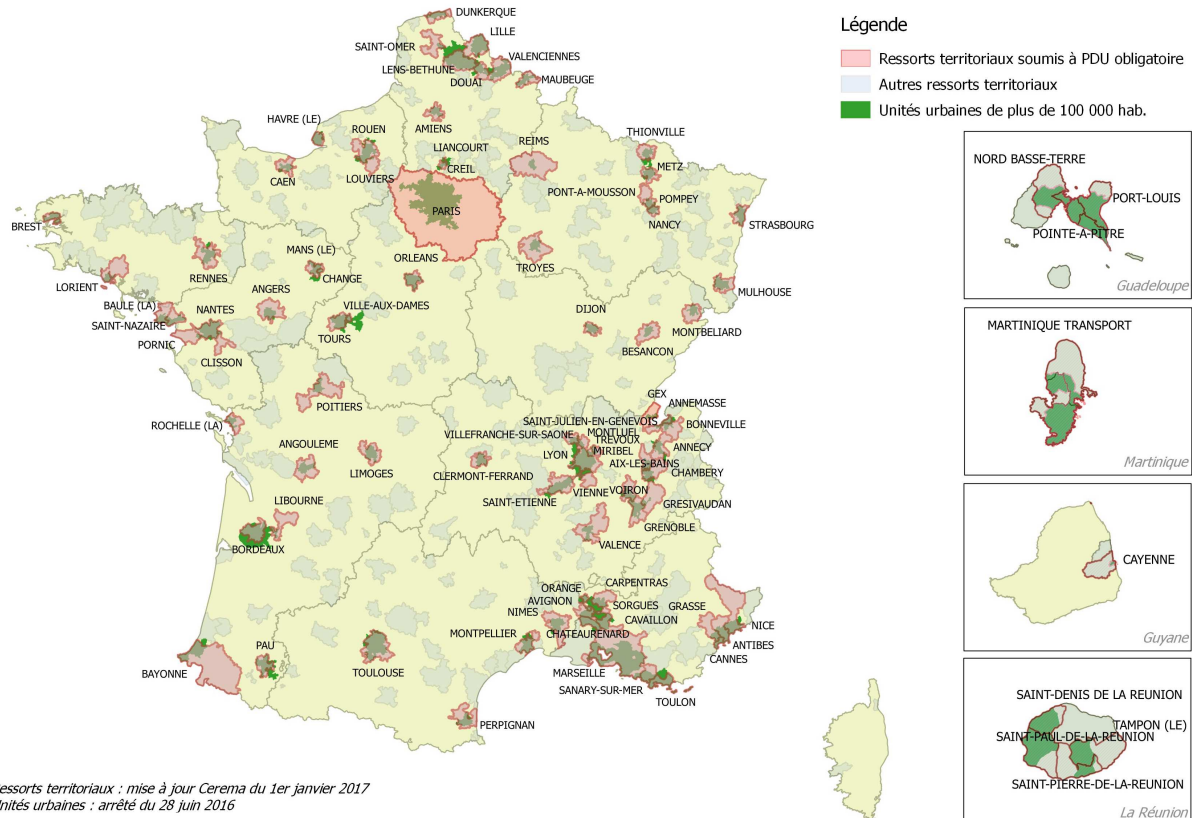 DUNKERQUE
LILLE
SAINT-OMER
VALENCIENNES
LENS-BETHUNE
DOUAI
MAUBEUGE
HAVRE (LE)
ROUEN
AMIENS
LIANCOURT
REIMS
THIONVILLE
CREIL
METZ
CAEN
LOUVIERS
PONT-A-MOUSSON
POMPEY
PARIS
BREST
NANCY
STRASBOURG
MANS (LE)
ORLEANS
TROYES
RENNES
CHANGE
LORIENT
ANGERS
MULHOUSE
BAULE (LA)
NANTES
VILLE-AUX-DAMES
DIJON
SAINT-NAZAIRE
MONTBELIARD
PORNIC
TOURS
BESANCON
CLISSON
GEX
ANNEMASSE
POITIERS
ROCHELLE (LA)
SAINT-JULIEN-EN-GENEVOIS
BONNEVILLE
VILLEFRANCHE-SUR-SAONE
MONTLUEL
TREVOUX
ANGOULEME
LYON
MIRIBEL
ANNECY
LIMOGES
CLERMONT-FERRAND
AIX-LES-BAINS
CHAMBERY
SAINT-ETIENNE
VIENNE
VOIRON
LIBOURNE
GRESIVAUDAN
GRENOBLE
BORDEAUX
VALENCE
ORANGE
CARPENTRAS
AVIGNON
SORGUES
GRASSE
NIMES
CAVAILLON
NICE
MONTPELLIER
CHATEAURENARD
ANTIBES
PAU
CANNES
BAYONNE
TOULOUSE
MARSEILLE
SANARY-SUR-MER
TOULON
PERPIGNAN
Légende
Ressorts territoriaux soumis à PDU obligatoire
Autres ressorts territoriaux
Unités urbaines de plus de 100 000 hab.
NORD BASSE-TERRE
PORT-LOUIS
POINTE-A-PITRE
Guadeloupe
MARTINIQUE TRANSPORT
Martinique
CAYENNE
Guyane
SAINT-DENIS DE LA REUNION
TAMPON (LE)
SAINT-PAUL-DE-LA-REUNION
SAINT-PIERRE-DE-LA-REUNION
La Réunion
essorts territoriaux : mise à jour Cerema du 1er janvier 2017
nités urbaines : arrêté du 28 juin 2016